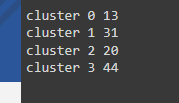 cluster 0 13
cluster 1 31
cluster 2 20
cluster 3 44